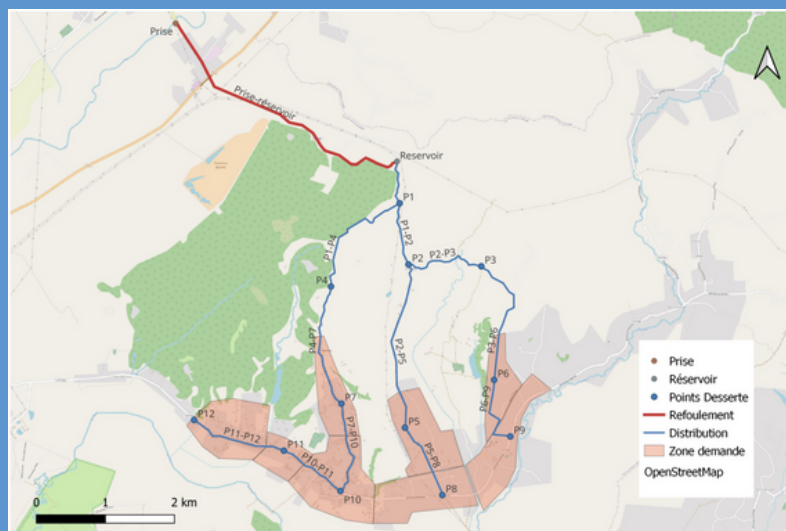 Prise
Prise-réservoir
Reservoir
P1
P1-P2
P1-P4
P2
P2-P3
P3
P4
P2-P5
P3-P6
P4-P7
P6
P6-P9
P7
P12
P5
P7-P10
P11-P12
P9
P11
P5-P8
P10-P11
P10
P8
0 1 2 km
Prise
Réservoir
Points Desserte
Refoulement
Distribution
Zone demande
OpenStreetMap